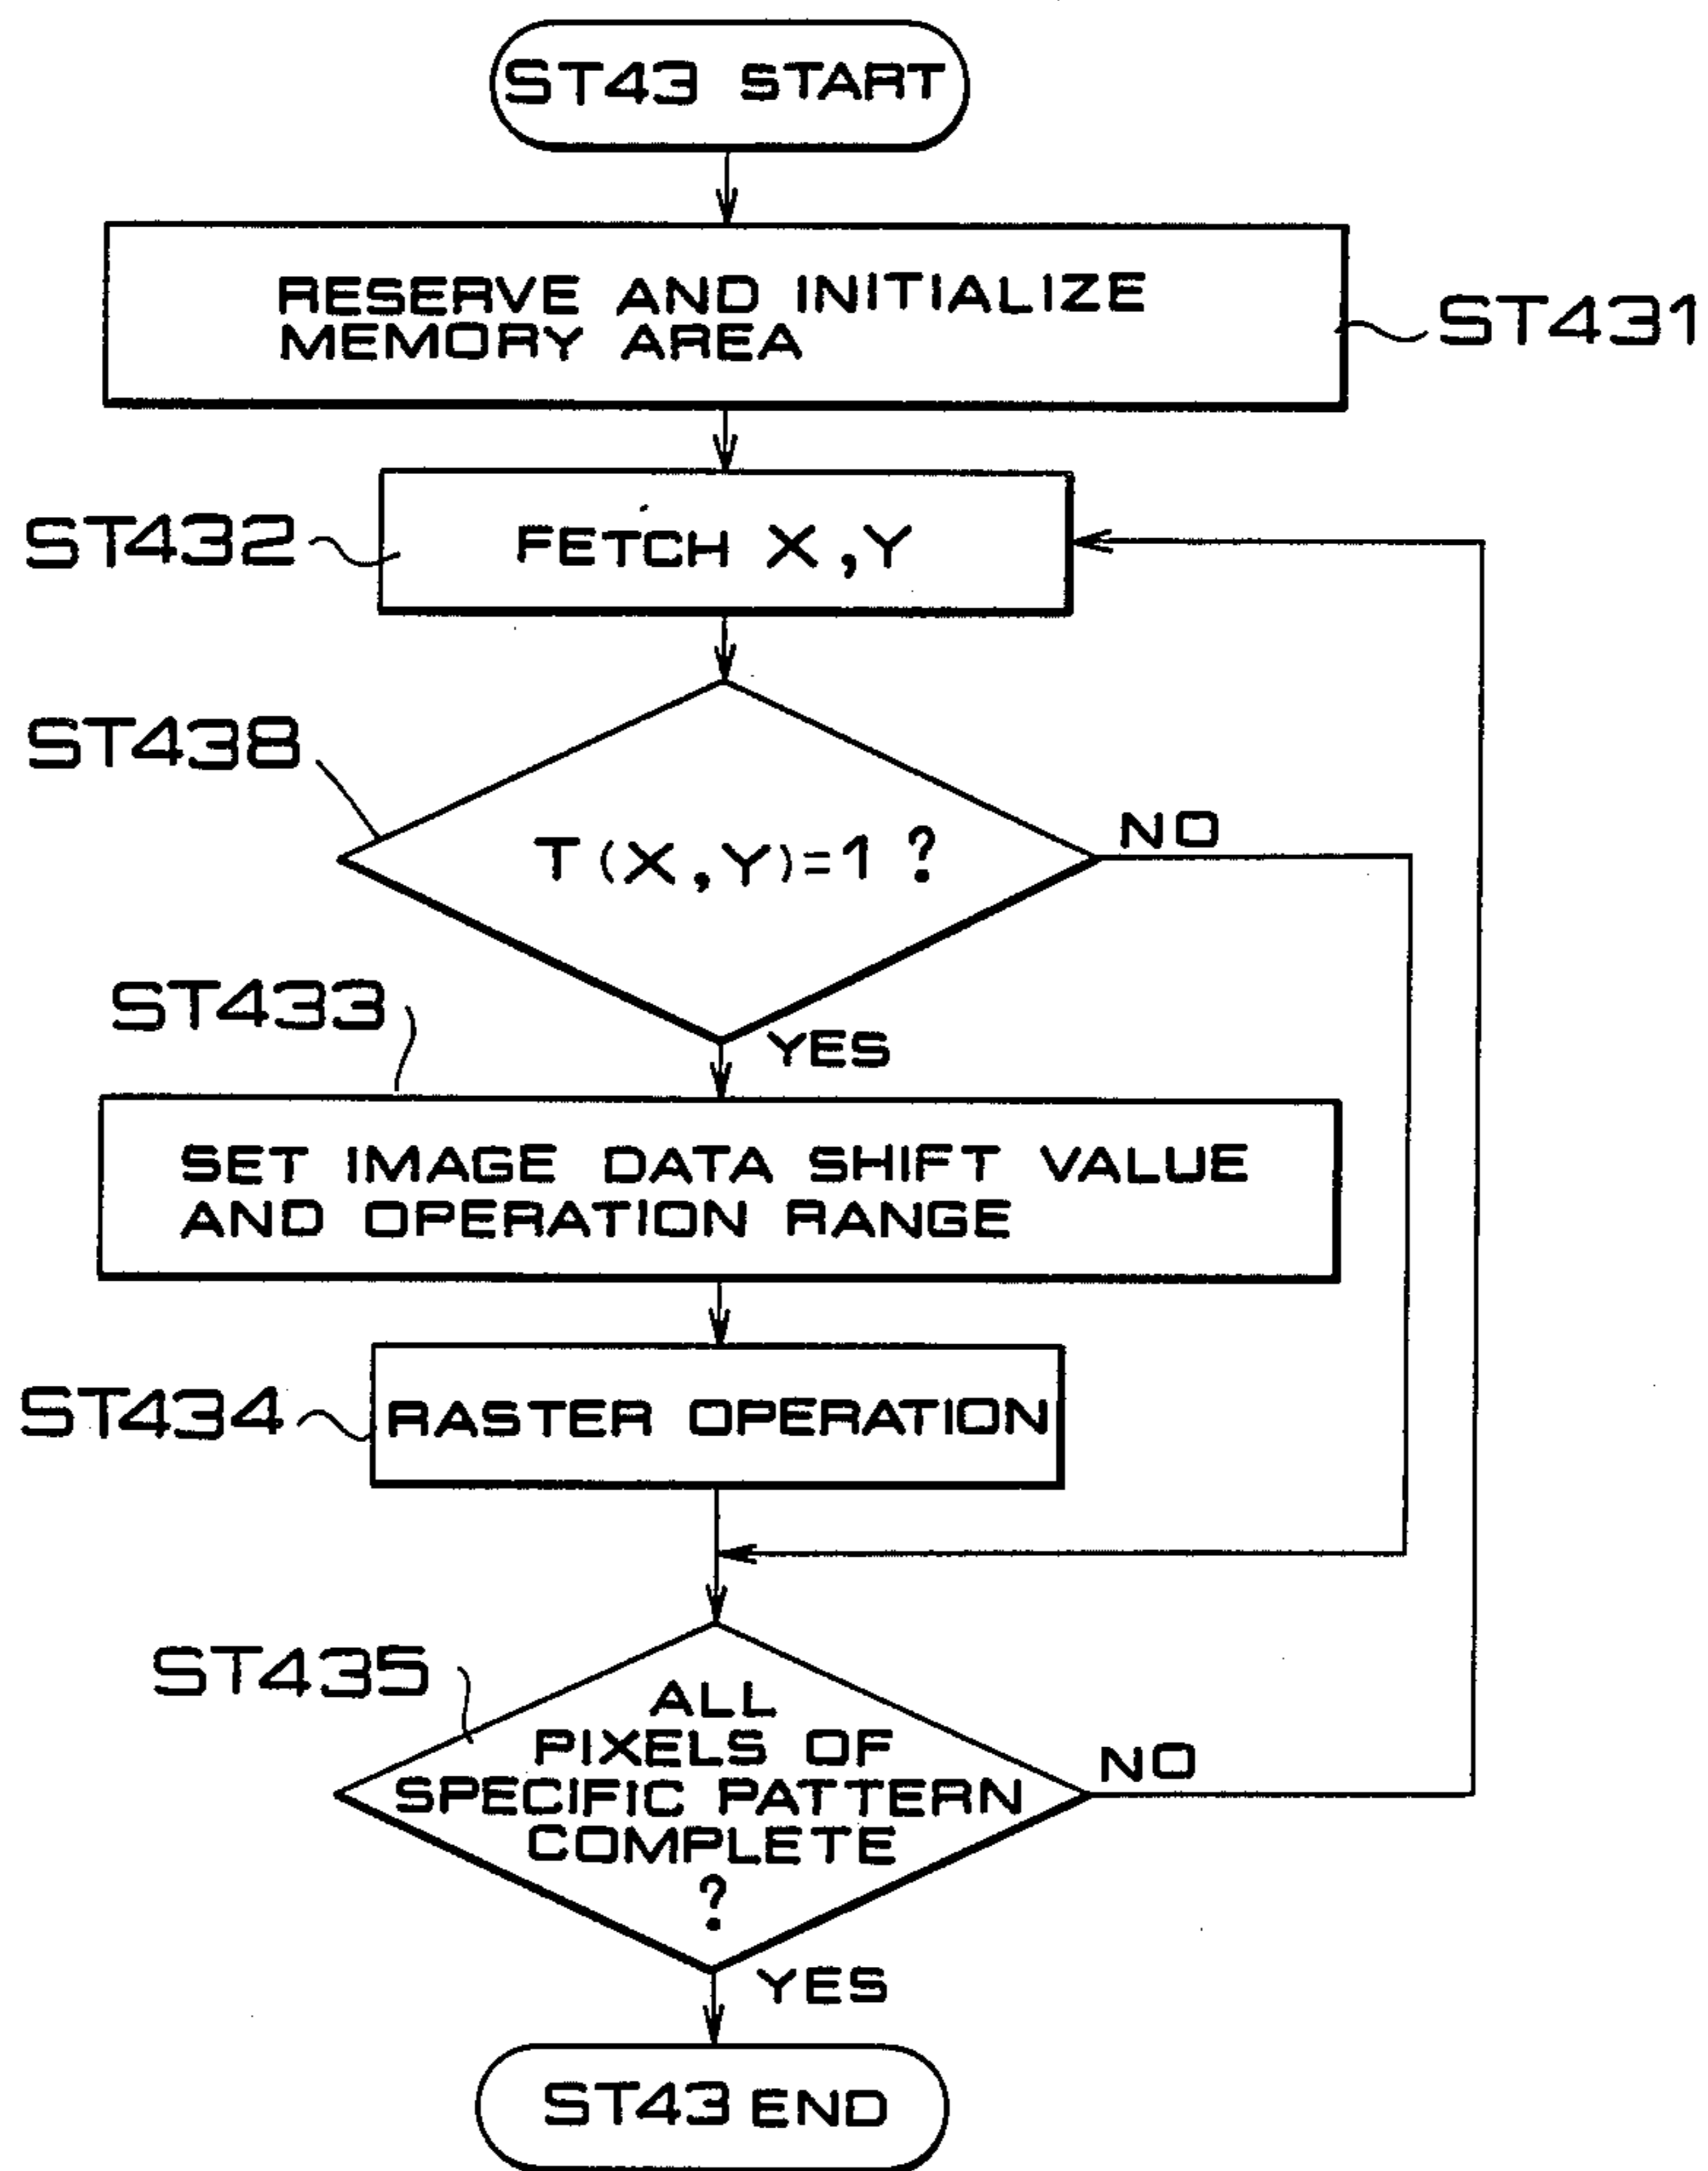 ST43 START
RESERVE AND INITIALIZE
MEMORY AREA
ST431
ST432
FETCH X,Y
ST438
T(X,Y)=1 ?
NO
YES
ST433
SET IMAGE DATA SHIFT VALUE
AND OPERATION RANGE
ST434
RASTER OPERATION
ST435
ALL
PIXELS OF
SPECIFIC PATTERN
COMPLETE
?
NO
YES
ST43 END